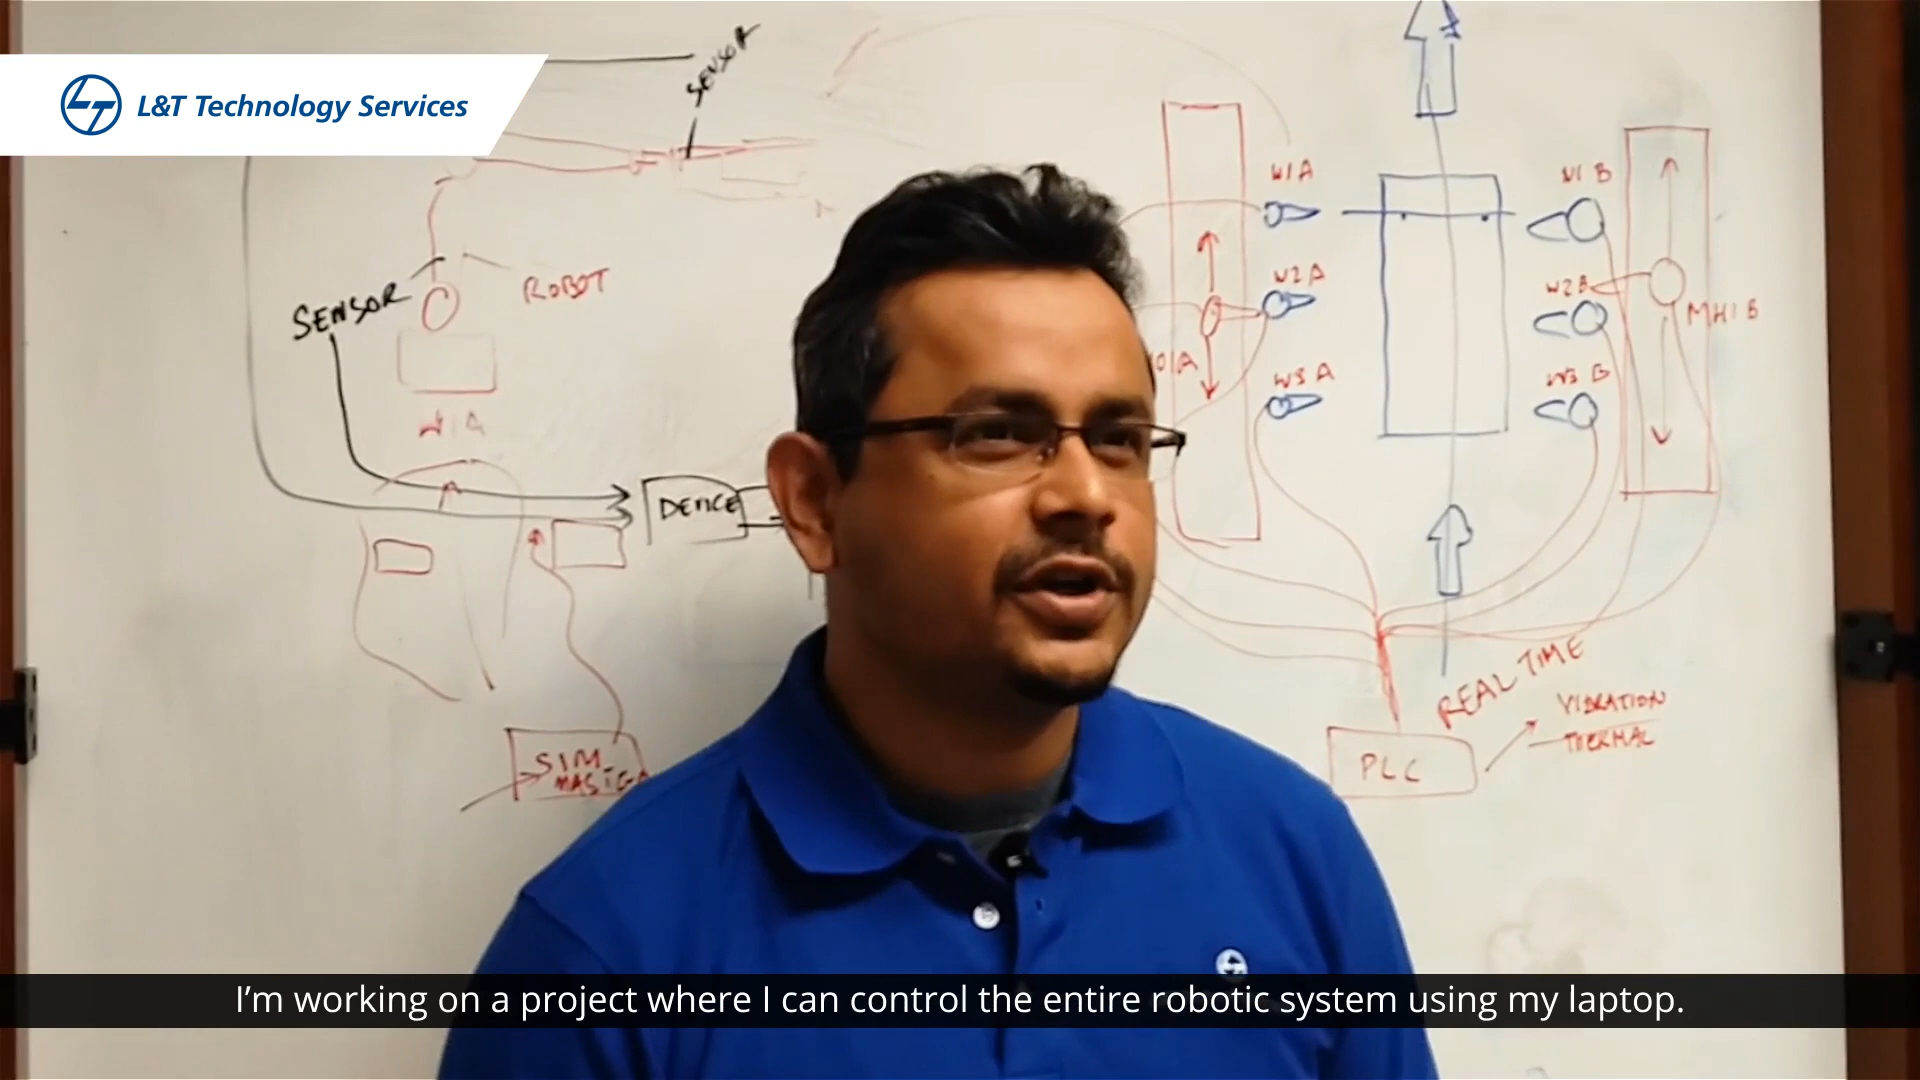 L&T Technology Services
SENSOR
SENSOR
ROBOT
W1A
DEVICE
SIM
W1A
W2A
W3A
W1B
W2B
W3B
MH1B
REAL TIME
PLC
VIBRATION
THERMAL
I’m working on a project where I can control the entire robotic system using my laptop.